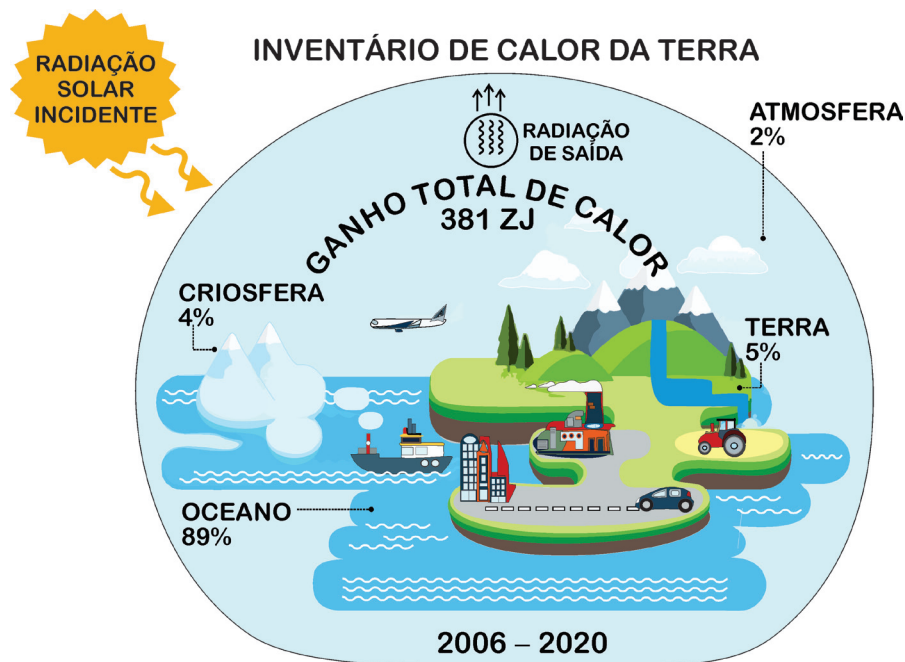 INVENTÁRIO DE CALOR DA TERRA
RADIAÇÃO
SOLAR
INCIDENTE
RADIAÇÃO
DE SAÍDA
ATMOSFERA
2%
GANHO TOTAL DE CALOR
381 ZJ
CRIOSFERA
4%
TERRA
5%
OCEANO
89%
2006 – 2020